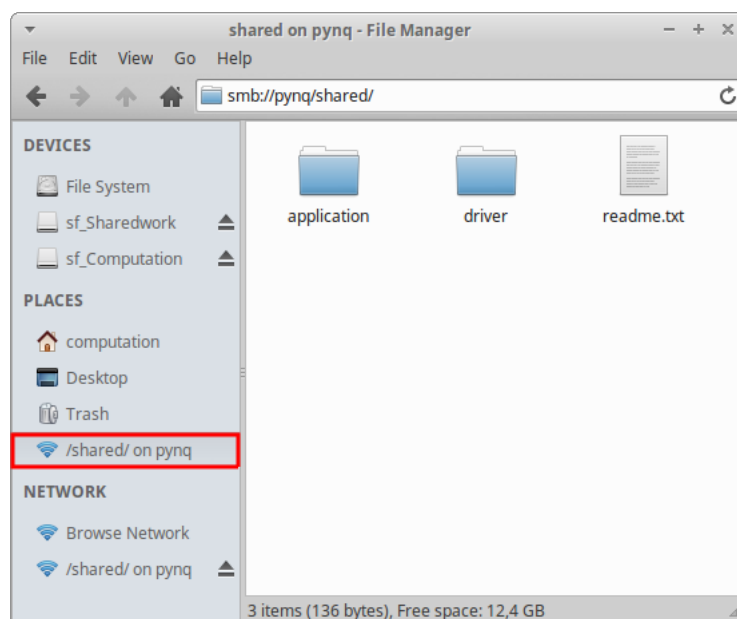 shared on pynq - File Manager
File Edit View Go Help
smb://pynq/shared/
DEVICES
File System
sf_Sharedwork
sf_Computation
PLACES
computation
Desktop
Trash
/shared/ on pynq
NETWORK
Browse Network
/shared/ on pynq
application driver readme.txt
3 items (136 bytes), Free space: 12,4 GB